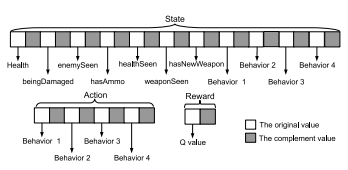 State
Health
enemySeen
healthSeen
hasNewWeapon
Behavior 2
Behavior 4
beingDamaged
hasAmmo
weaponSeen
Behavior 1
Behavior 3
Action
Reward
Behavior 1
Behavior 3
Q value
Behavior 2
Behavior 4
The original value
The complement value